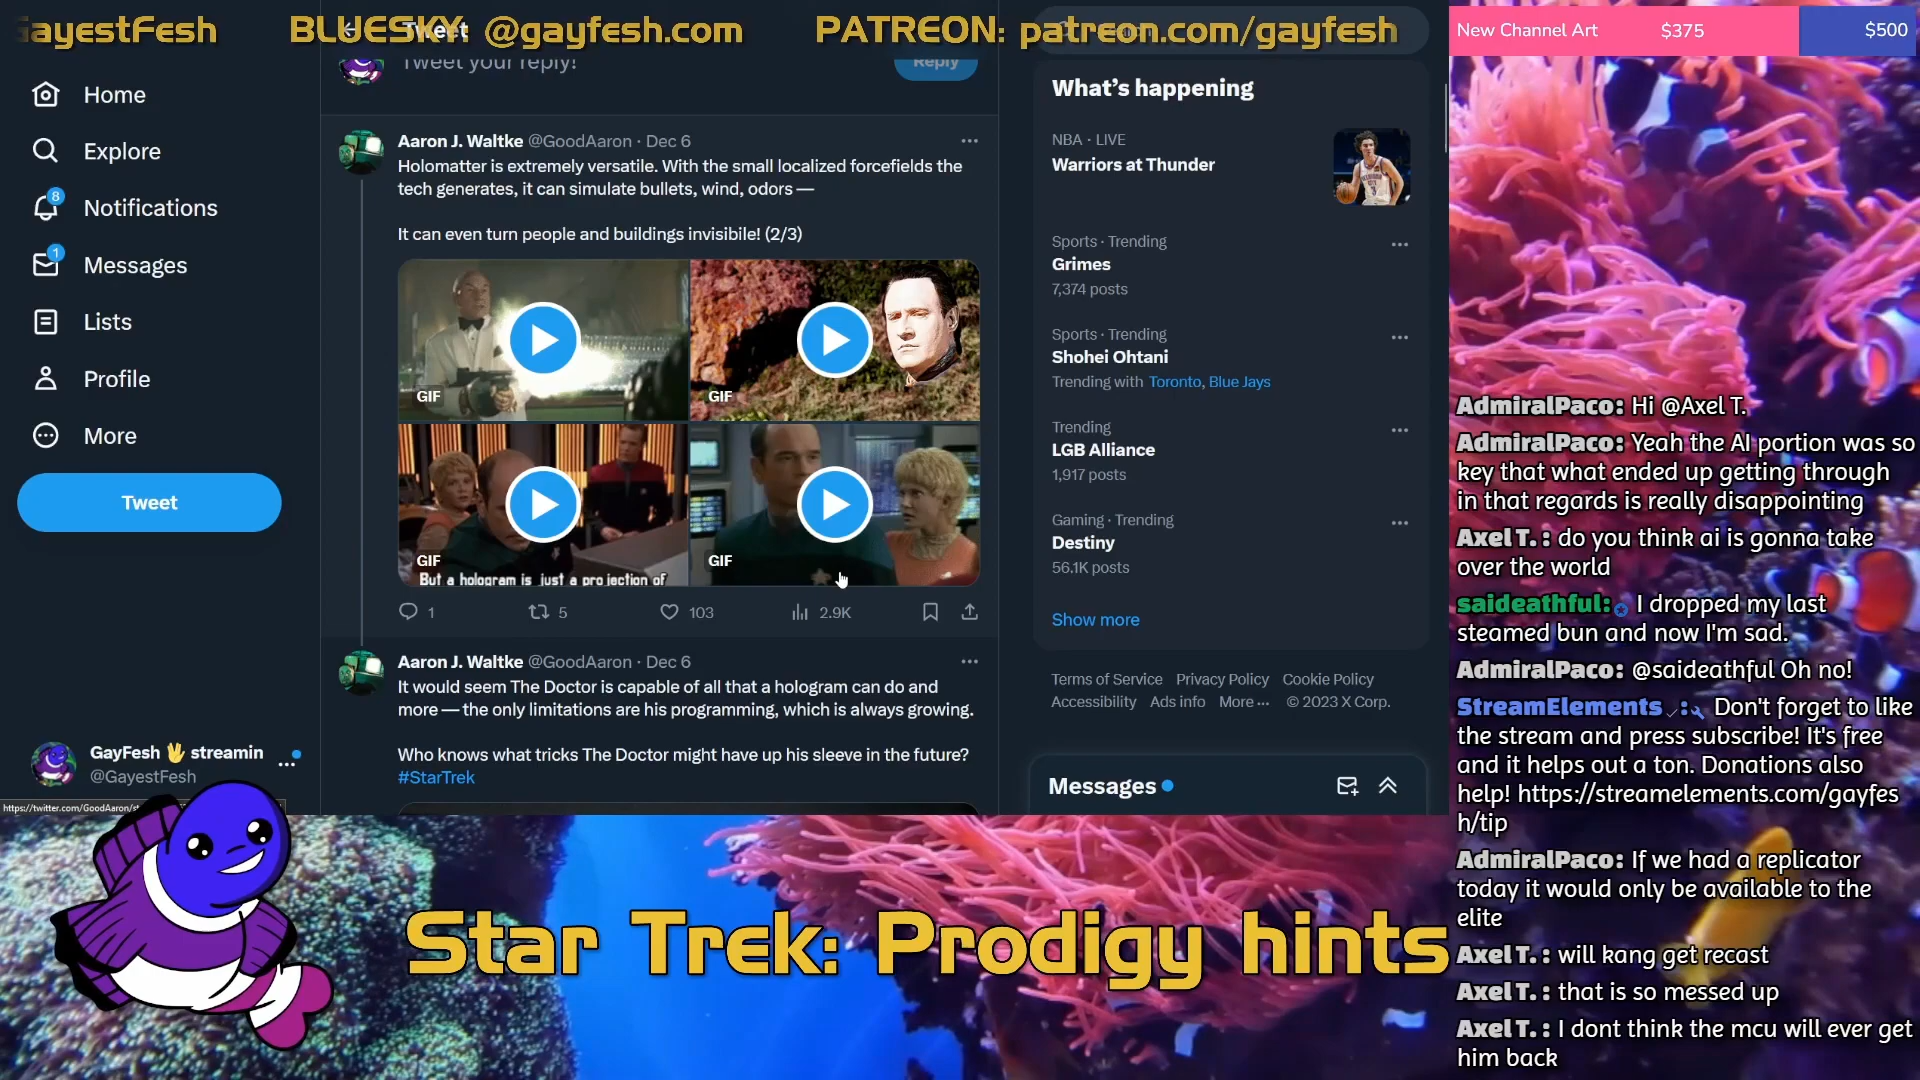 GayestFesh BLUESKY: @gayfesh.com PATREON: patreon.com/gayfesh
Tweet
New Channel Art $375 $500
Home
Explore
8
Notifications
1
Messages
Lists
Profile
More
Tweet
GayFesh 🖖 streamin
@GayestFesh
Tweet your reply!
Reply
Aaron J. Waltke @GoodAaron · Dec 6
Holomatter is extremely versatile. With the small localized forcefields the
tech generates, it can simulate bullets, wind, odors —
It can even turn people and buildings invisibile! (2/3)
GIF
GIF
GIF
But a hologram is just a projection of
GIF
1 5 103 2.9K
Aaron J. Waltke @GoodAaron · Dec 6
It would seem The Doctor is capable of all that a hologram can do and
more — the only limitations are his programming, which is always growing.
Who knows what tricks The Doctor might have up his sleeve in the future?
#StarTrek
What's happening
NBA · LIVE
Warriors at Thunder
Sports · Trending
Grimes
7,374 posts
Sports · Trending
Shohei Ohtani
Trending with Toronto, Blue Jays
Trending
LGB Alliance
1,917 posts
Gaming · Trending
Destiny
56.1K posts
Show more
Terms of Service Privacy Policy Cookie Policy
Accessibility Ads info More ··· © 2023 X Corp.
Messages
AdmiralPaco: Hi @Axel T.
AdmiralPaco: Yeah the AI portion was so
key that what ended up getting through
in that regards is really disappointing
Axel T. : do you think ai is gonna take
over the world
saideathful: I dropped my last
steamed bun and now I'm sad.
AdmiralPaco: @saideathful Oh no!
StreamElements : Don't forget to like
the stream and press subscribe! It's free
and it helps out a ton. Donations also
help! https://streamelements.com/gayfes
h/tip
AdmiralPaco: If we had a replicator
today it would only be available to the
elite
Axel T. : will kang get recast
Axel T. : that is so messed up
Axel T. : I dont think the mcu will ever get
him back
https://twitter.com/GoodAaron/st
Star Trek: Prodigy hints